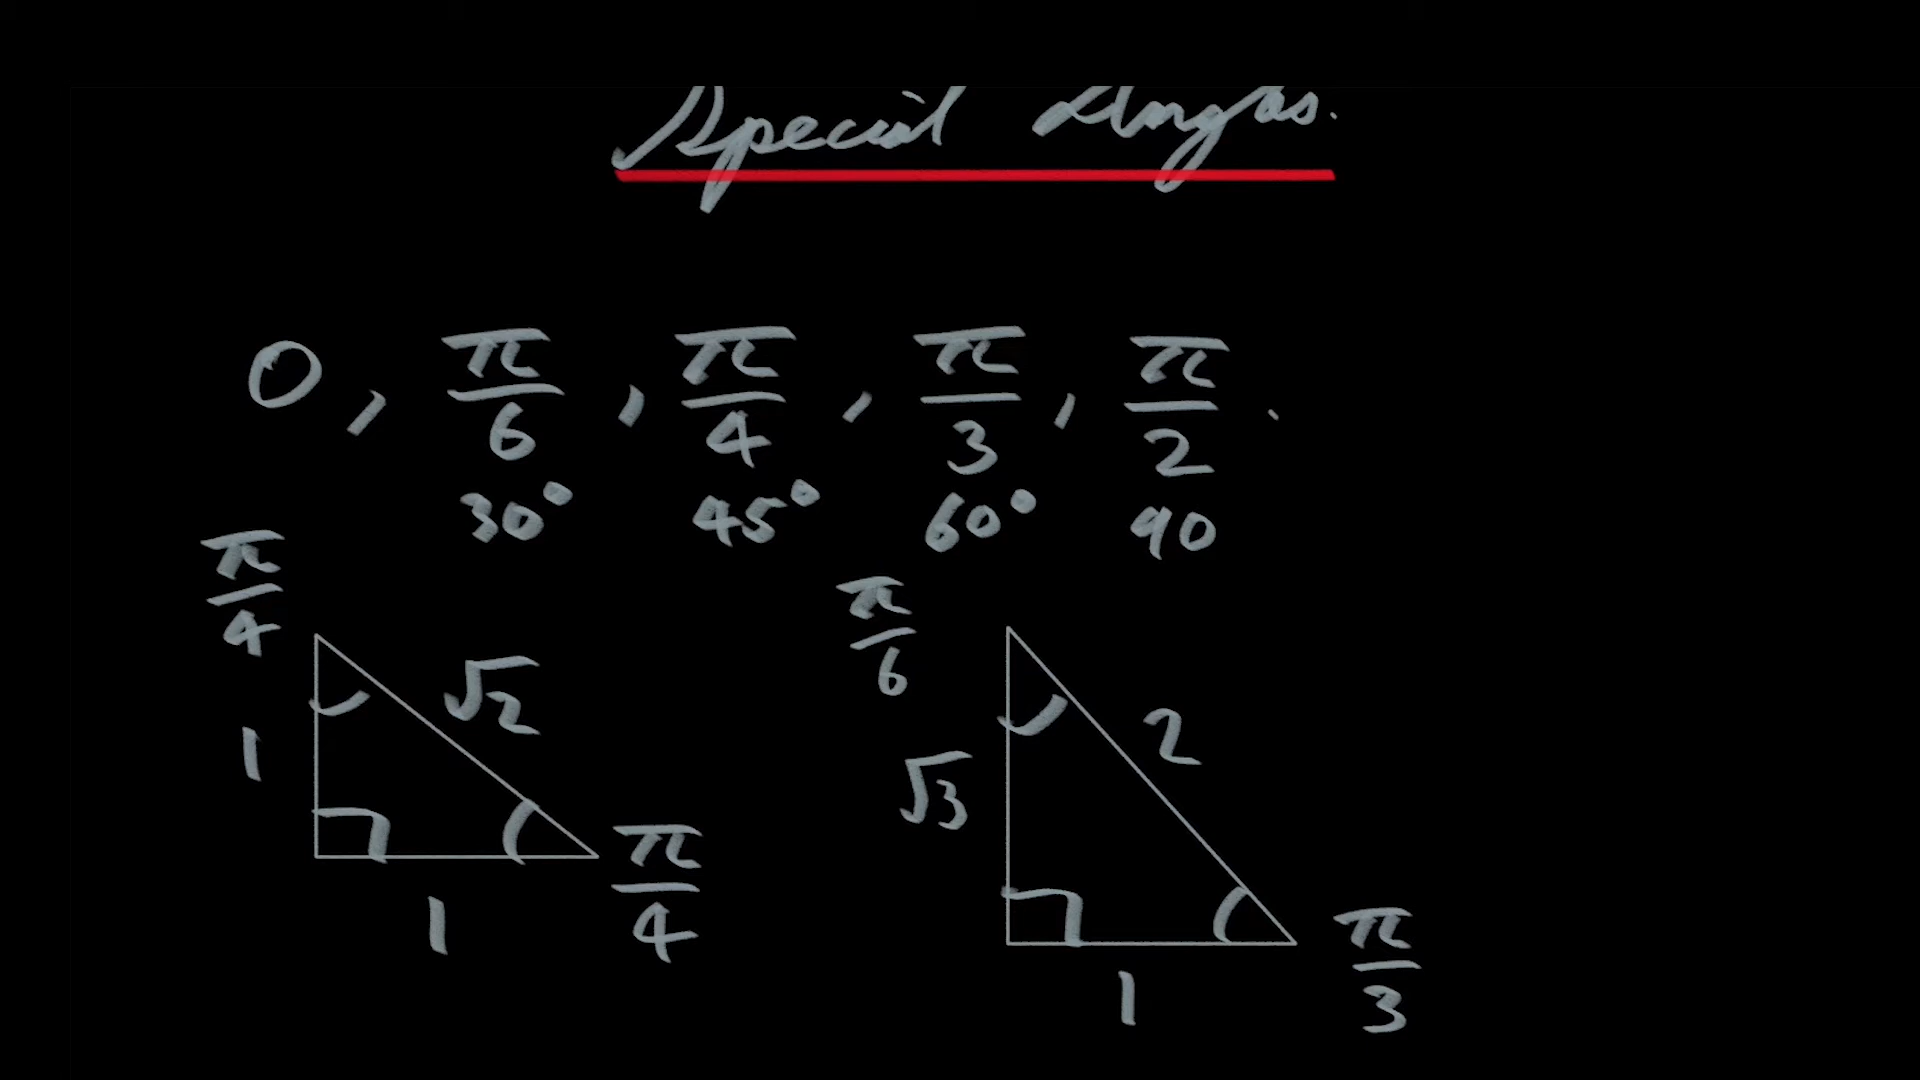 Special Angles.
0, π/6, π/4, π/3, π/2.
30° 45° 60° 90
π/4
1
√2
1
π/4
π/6
√3
2
1
π/3